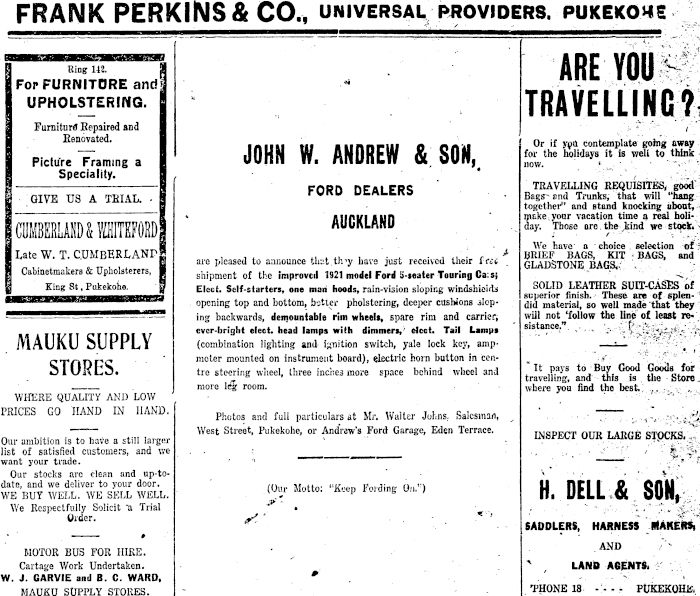 FRANK PERKINS & CO., UNIVERSAL PROVIDERS, PUKEKOHE
Ring 142.
For FURNITURE and
UPHOLSTERING.
Furniture Repaired and
Renovated.
Picture Framing a
Speciality.
GIVE US A TRIAL.
CUMBERLAND & WHITEFORD
Late W. T. CUMBERLAND
Cabinetmakers & Upholsterers,
King St, Pukekohe.
MAUKU SUPPLY
STORES.
WHERE QUALITY AND LOW
PRICES GO HAND IN HAND.
Our ambition is to have a still larger
list of satisfied customers, and we
want your trade.
Our stocks are clean and up-to-
date, and we deliver to your door.
WE BUY WELL. WE SELL WELL.
We Respectfully Solicit a Trial
Order.
MOTOR BUS FOR HIRE.
Cartage Work Undertaken.
W. J. GARVIE and B. C. WARD,
MAUKU SUPPLY STORES.
JOHN W. ANDREW & SON,
FORD DEALERS
AUCKLAND
are pleased to announce that they have just received their first
shipment of the improved 1921 model Ford 5-seater Touring Cars;
Elect. Self-starters, one man hoods, rain-vision sloping windshields
opening top and bottom, better pholstering, deeper cushions slop-
ing backwards, demountable rim wheels, spare rim and carrier,
ever-bright elect. head lamps with dimmers, elect. Tail Lamps
(combination lighting and ignition switch, yale lock key, am-
meter mounted on instrument board), electric horn button in cen-
tre steering wheel, three inches more space behind wheel and
more leg room.
Photos and full particulars at Mr. Walter Johns, Salesman,
West Street, Pukekohe, or Andrew's Ford Garage, Eden Terrace.
(Our Motto: "Keep Fording On.")
ARE YOU
TRAVELLING?
Or if you contemplate going away
for the holidays it is well to think
now.
TRAVELLING REQUISITES, good
Bags and Trunks, that will "hang
together" and stand knocking about,
make your vacation time a real holi-
day. Those are the kind we stock.
We have a choice selection of
BRIEF BAGS, KIT BAGS, and
GLADSTONE BAGS.
SOLID LEATHER SUIT-CASES of
superior finish. These are of splen-
did material, so well made that they
will not 'follow the line of least re-
sistance."
It pays to Buy Good Goods for
travelling, and this is the Store
where you find the best.
INSPECT OUR LARGE STOCKS.
H. DELL & SON,
SADDLERS, HARNESS MAKERS,
AND
LAND AGENTS.
'PHONE 18 - - - - PUKEKOHE.